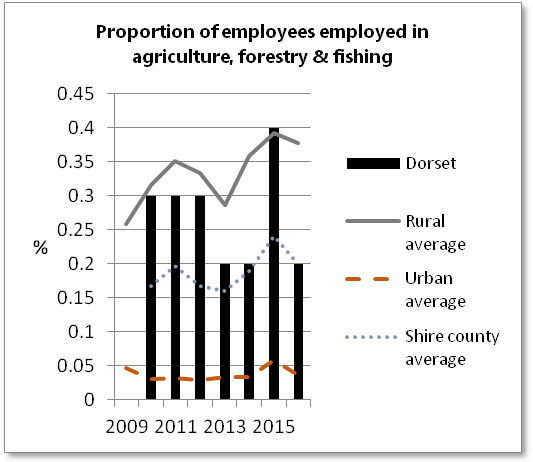 Proportion of employees employed in
agriculture, forestry & fishing
0.45
0.4
0.35
0.3
0.25
0.2
0.15
0.1
0.05
0
%
2009 2011 2013 2015
Dorset
Rural
average
Urban
average
Shire county
average